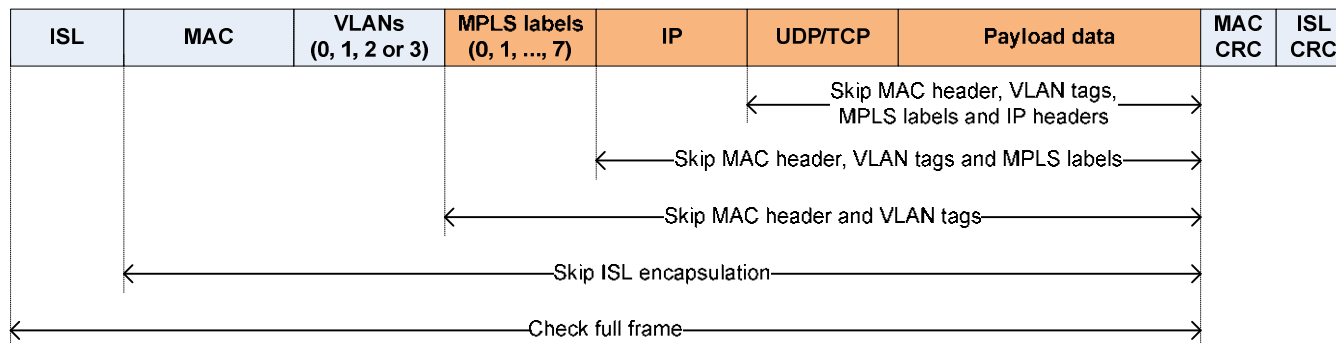 ISL
MAC
VLANs
(0, 1, 2 or 3)
MPLS labels
(0, 1, ..., 7)
IP
UDP/TCP
Payload data
MAC
CRC
ISL
CRC
Skip MAC header, VLAN tags,
MPLS labels and IP headers
Skip MAC header, VLAN tags and MPLS labels
Skip MAC header and VLAN tags
Skip ISL encapsulation
Check full frame